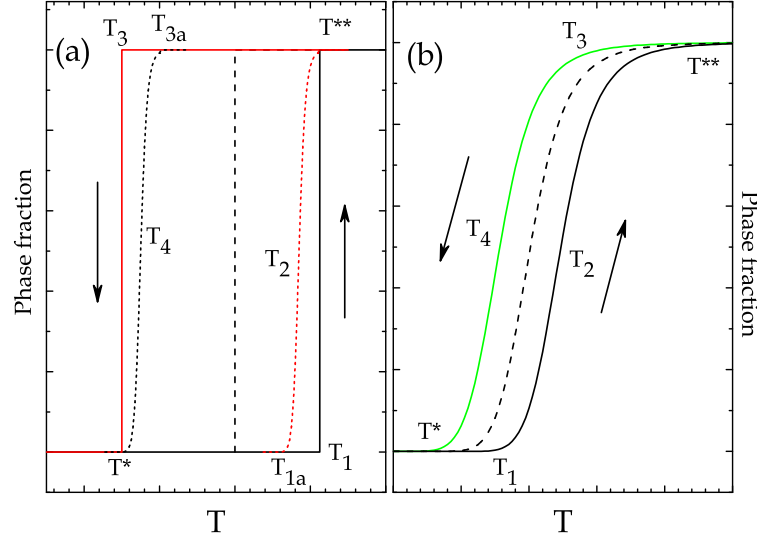 (a)
T3
T3a
T**
T4
T2
T*
T1a
T1
Phase fraction
T
(b)
T3
T**
T4
T2
T*
T1
Phase fraction
T